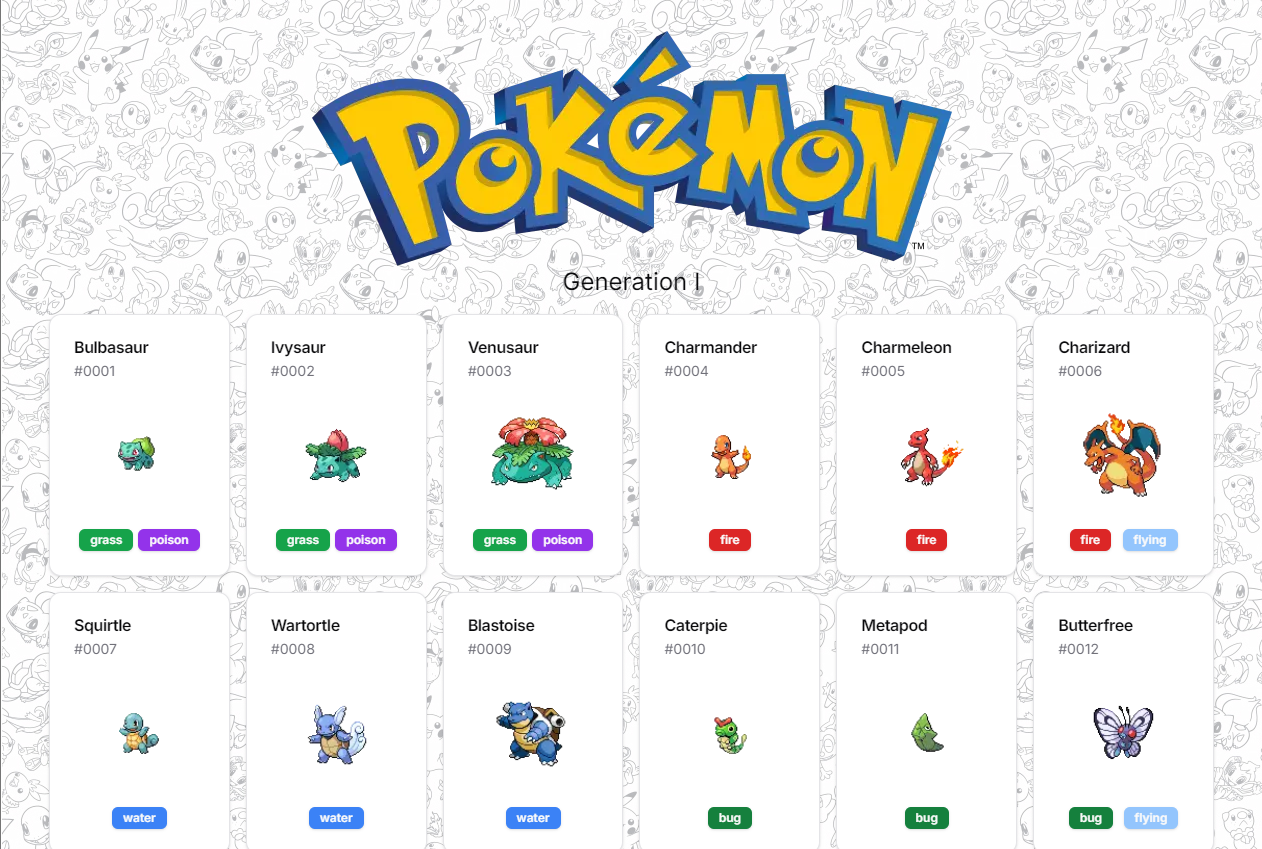 POKéMON
TM
Generation I
Bulbasaur
#0001
grass poison
Ivysaur
#0002
grass poison
Venusaur
#0003
grass poison
Charmander
#0004
fire
Charmeleon
#0005
fire
Charizard
#0006
fire flying
Squirtle
#0007
water
Wartortle
#0008
water
Blastoise
#0009
water
Caterpie
#0010
bug
Metapod
#0011
bug
Butterfree
#0012
bug flying